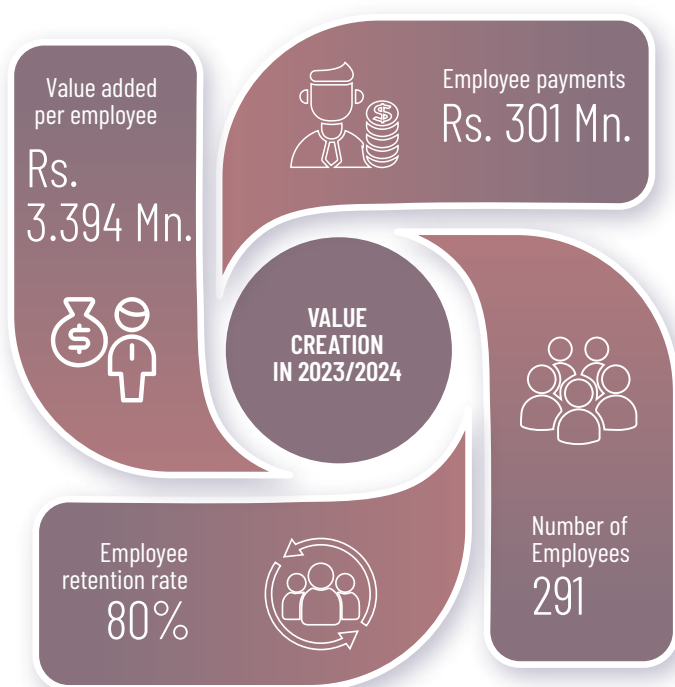 Value added
per employee
Rs.
3.394 Mn.
Employee payments
Rs. 301 Mn.
VALUE
CREATION
IN 2023/2024
Employee
retention rate
80%
Number of
Employees
291